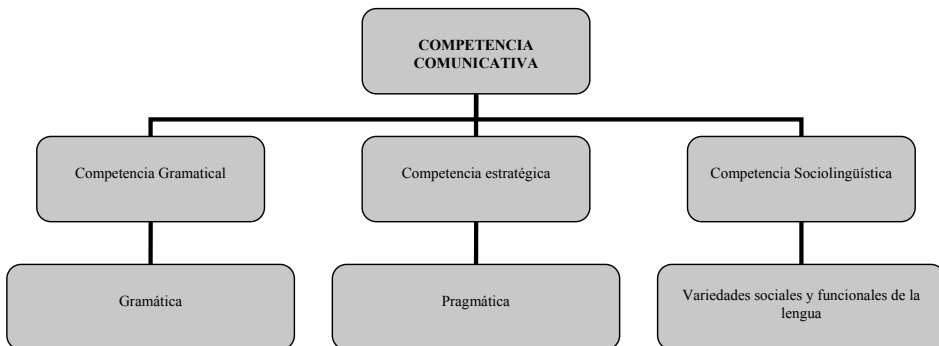 COMPETENCIA
COMUNICATIVA
Competencia Gramatical
Competencia estratégica
Competencia Sociolingüística
Gramática
Pragmática
Variedades sociales y funcionales de la
lengua